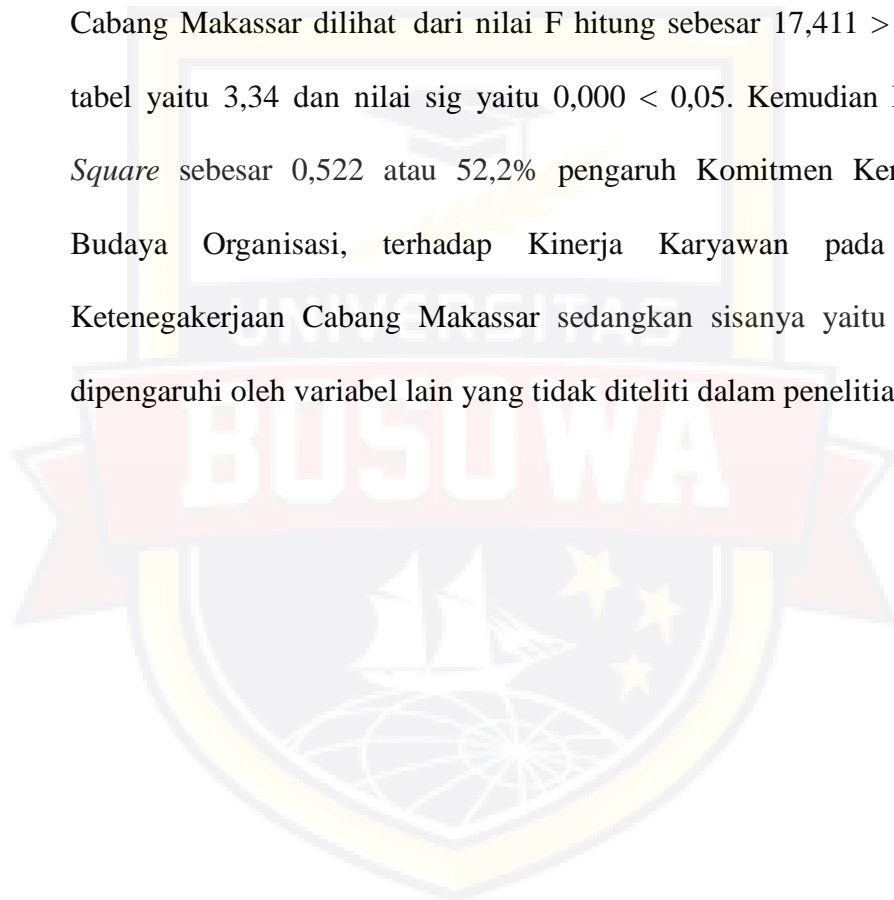 Cabang Makassar dilihat dari nilai F hitung sebesar 17,411 >
tabel yaitu 3,34 dan nilai sig yaitu 0,000 < 0,05. Kemudian
Square sebesar 0,522 atau 52,2% pengaruh Komitmen
Budaya Organisasi, terhadap Kinerja Karyawan pada
Ketenegakerjaan Cabang Makassar sedangkan sisanya yaitu
dipengaruhi oleh variabel lain yang tidak diteliti dalam penelitia
UNIVERSITAS
BOSOWA